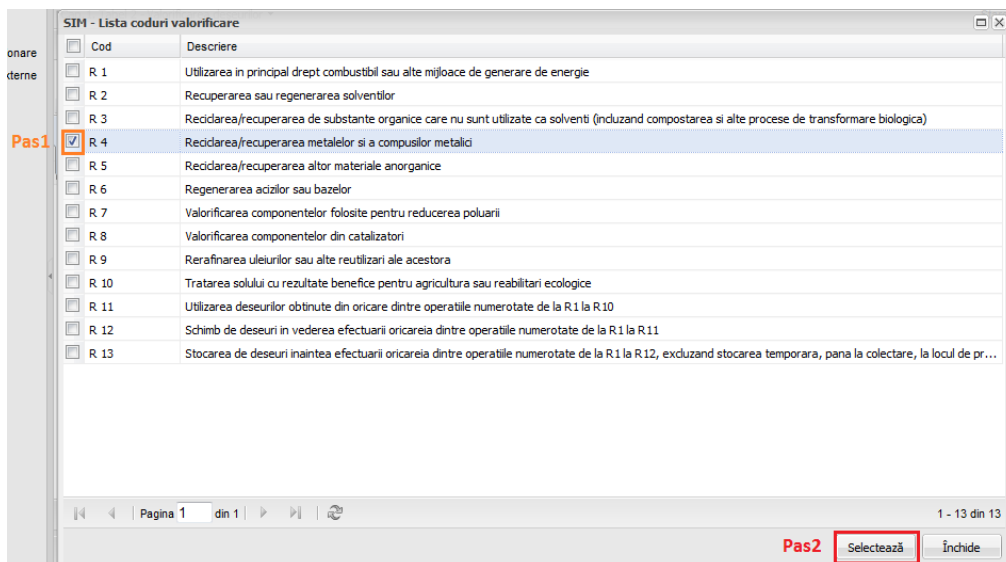 SIM - Lista coduri valorificare
onare
xterne
Cod Descriere
R 1 Utilizarea in principal drept combustibil sau alte mijloace de generare de energie
R 2 Recuperarea sau regenerarea solventilor
R 3 Reciclarea/recuperarea de substante organice care nu sunt utilizate ca solventi (incluzand compostarea si alte procese de transformare biologica)
Pas1 R 4 Reciclarea/recuperarea metalelor si a compusilor metalici
R 5 Reciclarea/recuperarea altor materiale anorganice
R 6 Regenerarea acizilor sau bazelor
R 7 Valorificarea componentelor folosite pentru reducerea poluarii
R 8 Valorificarea componentelor din catalizatori
R 9 Rerafinarea uleiurilor sau alte reutilizari ale acestora
R 10 Tratarea solului cu rezultate benefice pentru agricultura sau reabilitari ecologice
R 11 Utilizarea deseurilor obtinute din oricare dintre operatiile numerotate de la R1 la R10
R 12 Schimb de deseuri in vederea efectuarii oricareia dintre operatiile numerotate de la R1 la R11
R 13 Stocarea de deseuri inaintea efectuarii oricareia dintre operatiile numerotate de la R1 la R12, excluzand stocarea temporara, pana la colectare, la locul de pr...
Pagina 1 din 1 1 - 13 din 13
Pas2 Selectează Închide